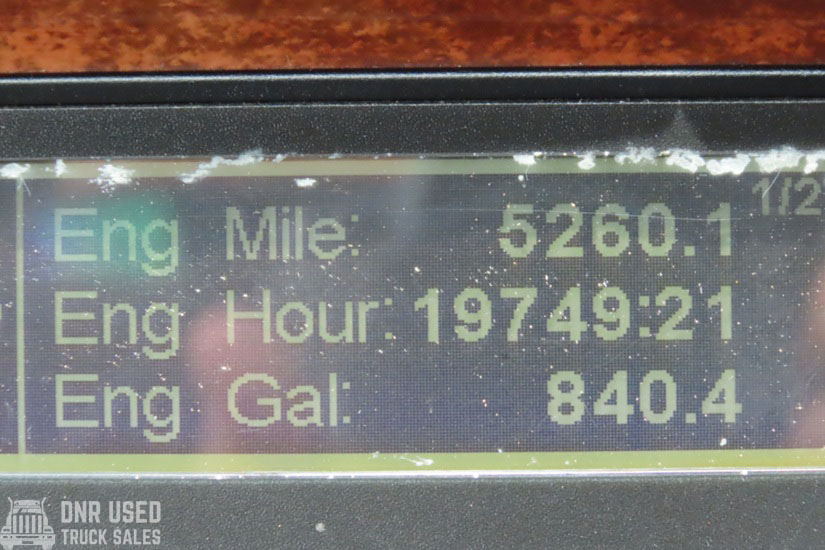 1/2
Eng Mile: 5260.1
Eng Hour: 19749:21
Eng Gal: 840.4
DNR USED
TRUCK SALES